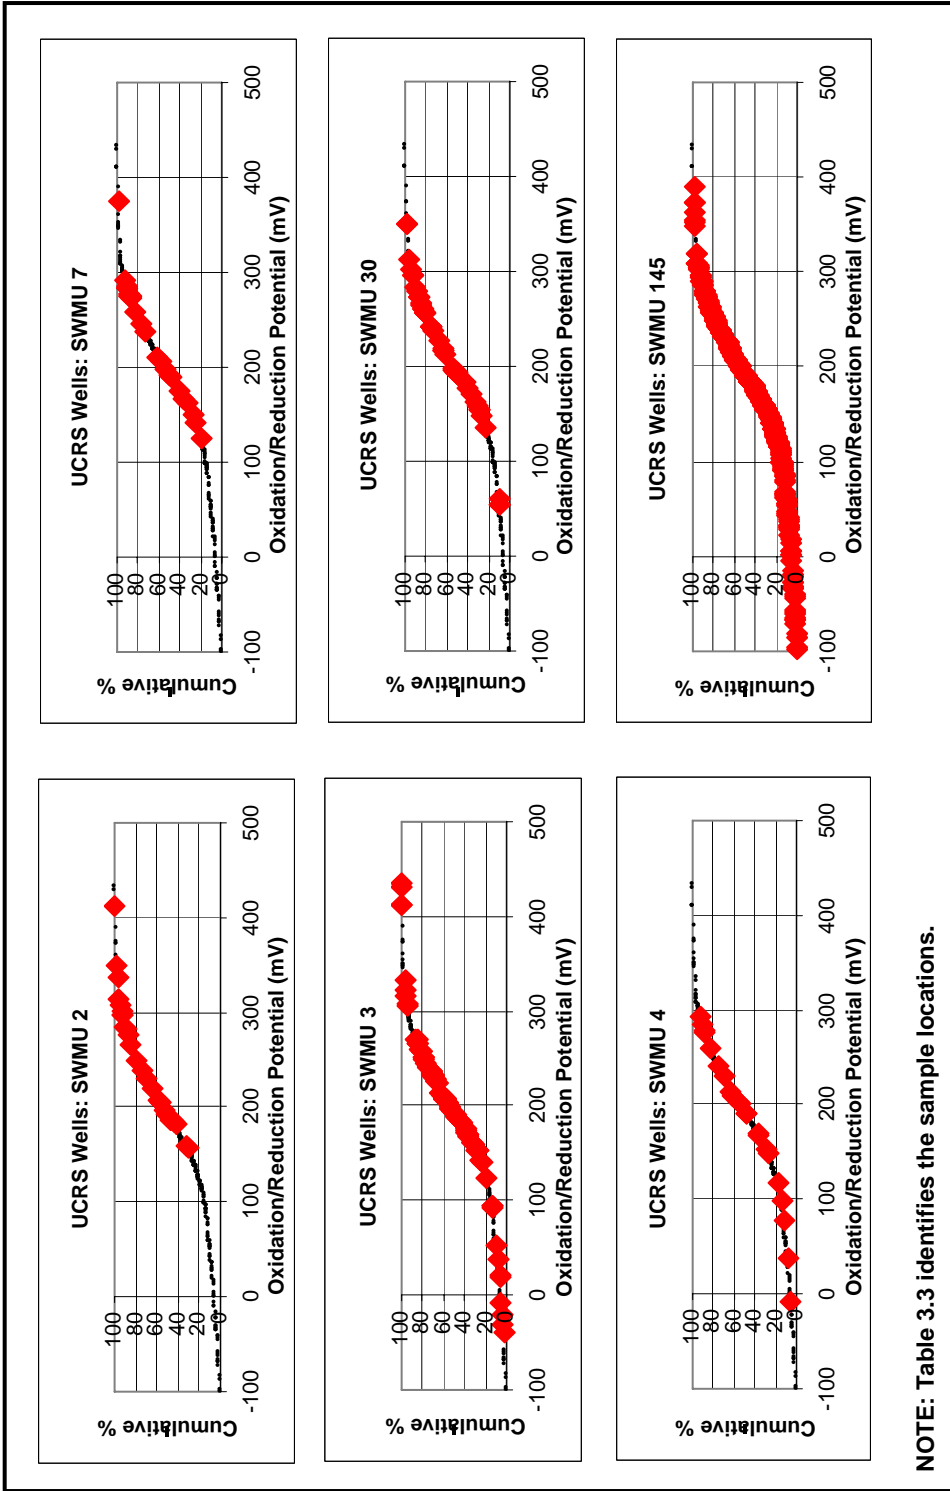 UCRS Wells: SWMU 2
Cumulative %
100
80
60
40
20
0
-100 0 100 200 300 400 500
Oxidation/Reduction Potential (mV)
UCRS Wells: SWMU 7
Cumulative %
100
80
60
40
20
0
-100 0 100 200 300 400 500
Oxidation/Reduction Potential (mV)
UCRS Wells: SWMU 3
Cumulative %
100
80
60
40
20
0
-100 0 100 200 300 400 500
Oxidation/Reduction Potential (mV)
UCRS Wells: SWMU 30
Cumulative %
100
80
60
40
20
0
-100 0 100 200 300 400 500
Oxidation/Reduction Potential (mV)
UCRS Wells: SWMU 4
Cumulative %
100
80
60
40
20
0
-100 0 100 200 300 400 500
Oxidation/Reduction Potential (mV)
UCRS Wells: SWMU 145
Cumulative %
100
80
60
40
20
0
-100 0 100 200 300 400 500
Oxidation/Reduction Potential (mV)
NOTE: Table 3.3 identifies the sample locations.